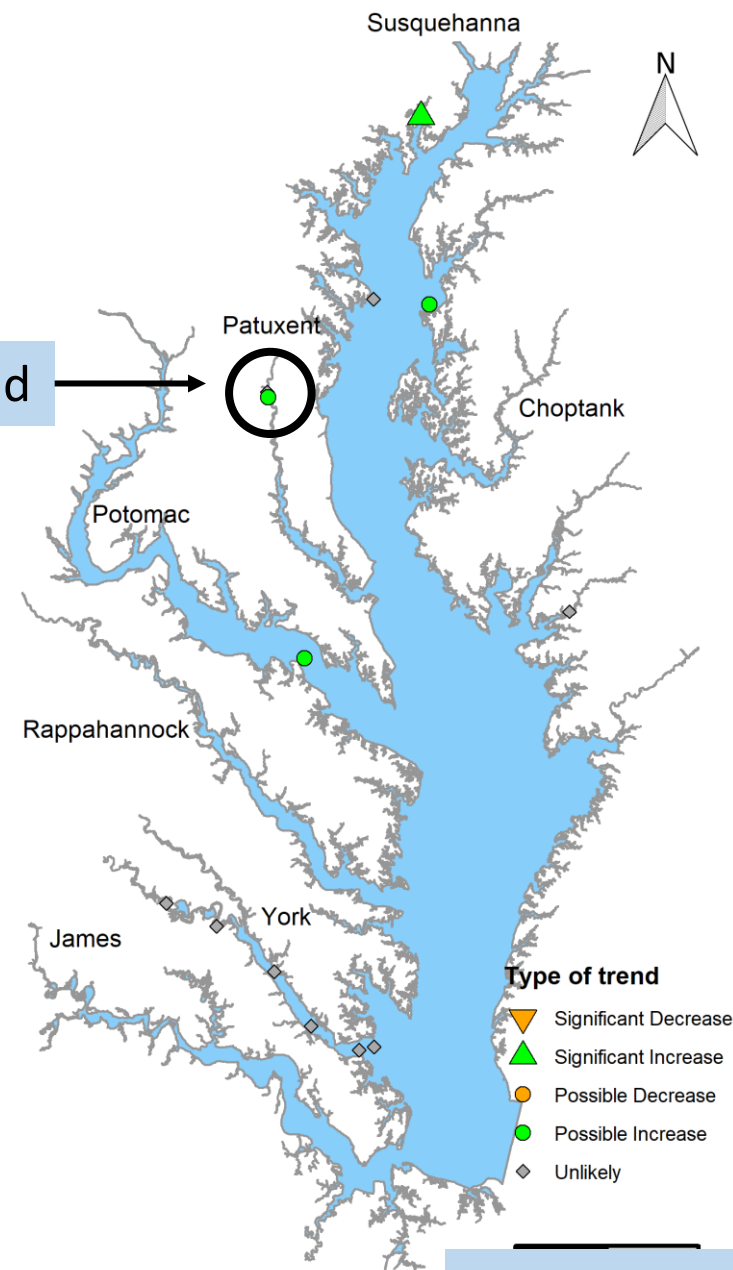 Susquehanna
N
Patuxent
d
Choptank
Potomac
Rappahannock
York
James
Type of trend
Significant Decrease
Significant Increase
Possible Decrease
Possible Increase
Unlikely